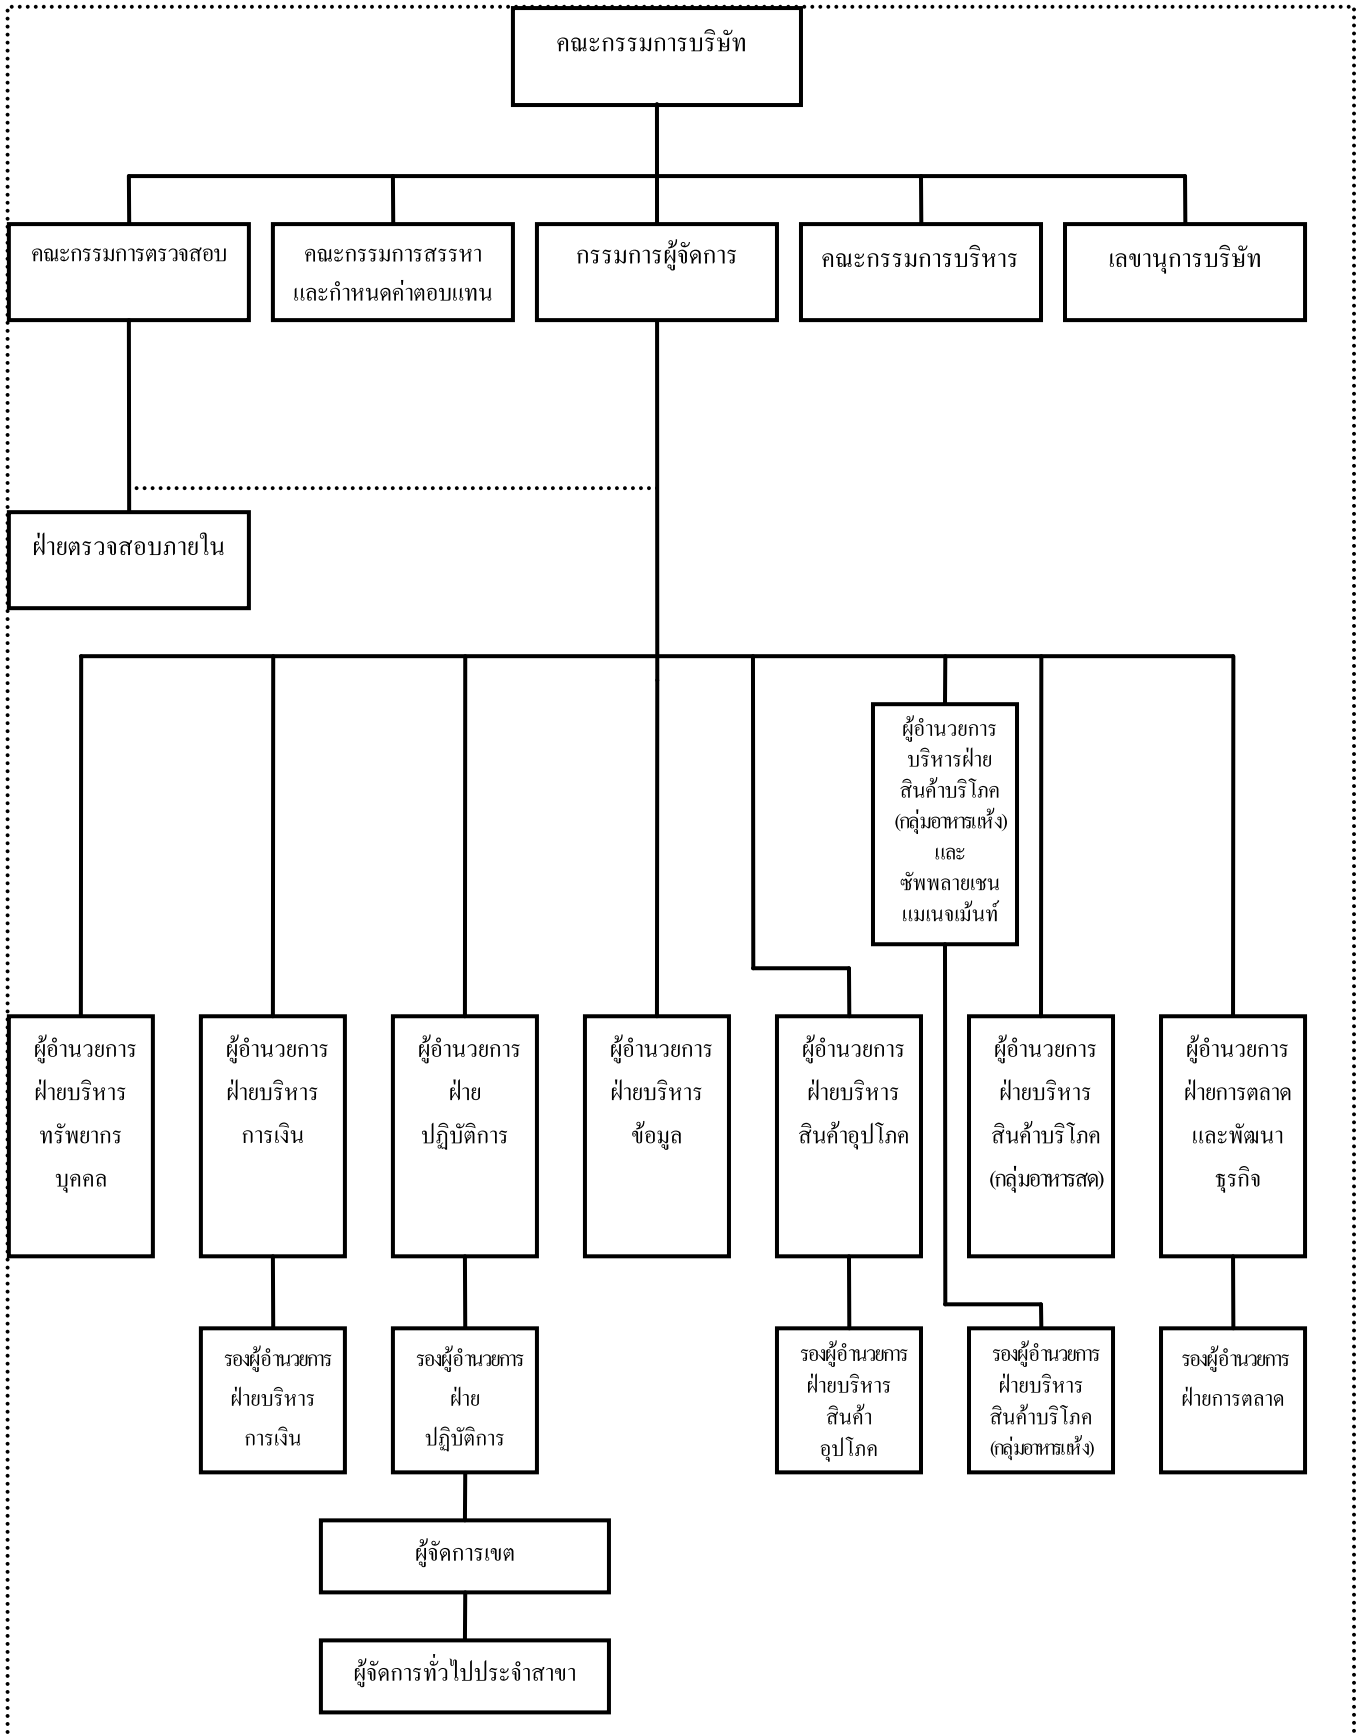 คณะกรรมการบริษัท
คณะกรรมการตรวจสอบ
คณะกรรมการสรรหา
และกำหนดค่าตอบแทน
กรรมการผู้จัดการ
คณะกรรมการบริหาร
เลขานุการบริษัท
ฝ่ายตรวจสอบภายใน
ผู้อำนวยการ
บริหารฝ่าย
สินค้าบริโภค
(กลุ่มอาหารแห้ง)
และ
ซัพพลายเชน
แมเนจเม้นท์
ผู้อำนวยการ
ฝ่ายบริหาร
ทรัพยากร
บุคคล
ผู้อำนวยการ
ฝ่ายบริหาร
การเงิน
ผู้อำนวยการ
ฝ่าย
ปฏิบัติการ
ผู้อำนวยการ
ฝ่ายบริหาร
ข้อมูล
ผู้อำนวยการ
ฝ่ายบริหาร
สินค้าอุปโภค
ผู้อำนวยการ
ฝ่ายบริหาร
สินค้าบริโภค
(กลุ่มอาหารสด)
ผู้อำนวยการ
ฝ่ายการตลาด
และพัฒนา
ธุรกิจ
รองผู้อำนวยการ
ฝ่ายบริหาร
การเงิน
รองผู้อำนวยการ
ฝ่าย
ปฏิบัติการ
รองผู้อำนวยการ
ฝ่ายบริหาร
สินค้า
อุปโภค
รองผู้อำนวยการ
ฝ่ายบริหาร
สินค้าบริโภค
(กลุ่มอาหารแห้ง)
รองผู้อำนวยการ
ฝ่ายการตลาด
ผู้จัดการเขต
ผู้จัดการทั่วไปประจำสาขา